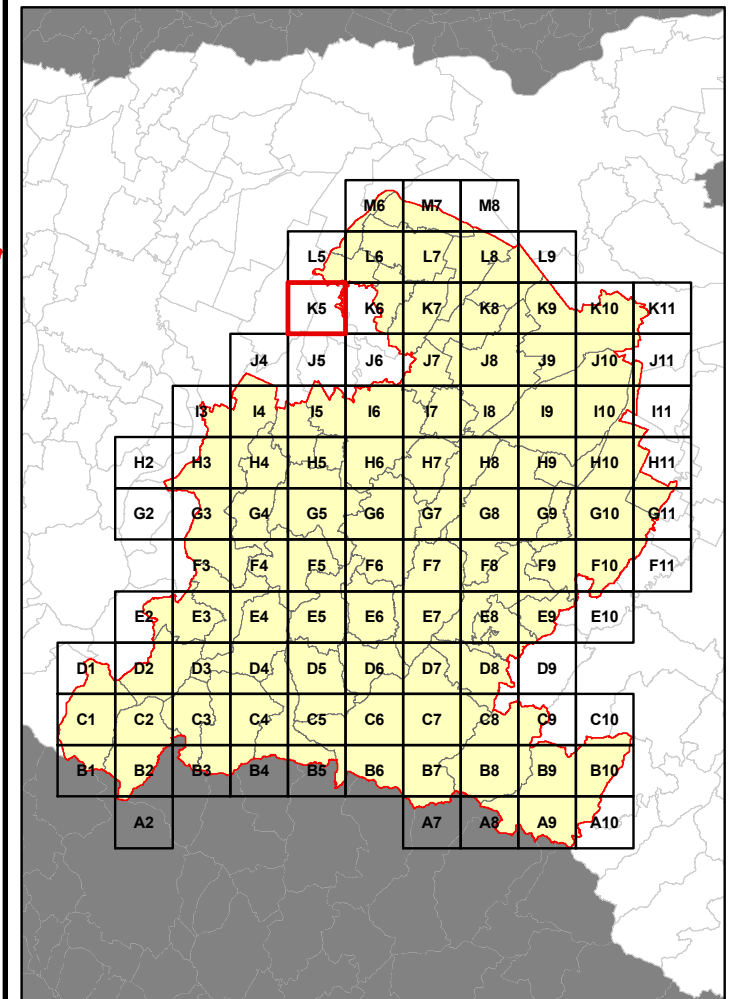 M6 M7 M8
L5 L6 L7 L8 L9
K5 K6 K7 K8 K9 K10 K11
J4 J5 J6 J7 J8 J9 J10 J11
I3 I4 I5 I6 I7 I8 I9 I10 I11
H2 H3 H4 H5 H6 H7 H8 H9 H10 H11
G2 G3 G4 G5 G6 G7 G8 G9 G10 G11
F3 F4 F5 F6 F7 F8 F9 F10 F11
E2 E3 E4 E5 E6 E7 E8 E9 E10
D1 D2 D3 D4 D5 D6 D7 D8 D9
C1 C2 C3 C4 C5 C6 C7 C8 C9 C10
B1 B2 B3 B4 B5 B6 B7 B8 B9 B10
A2 A7 A8 A9 A10